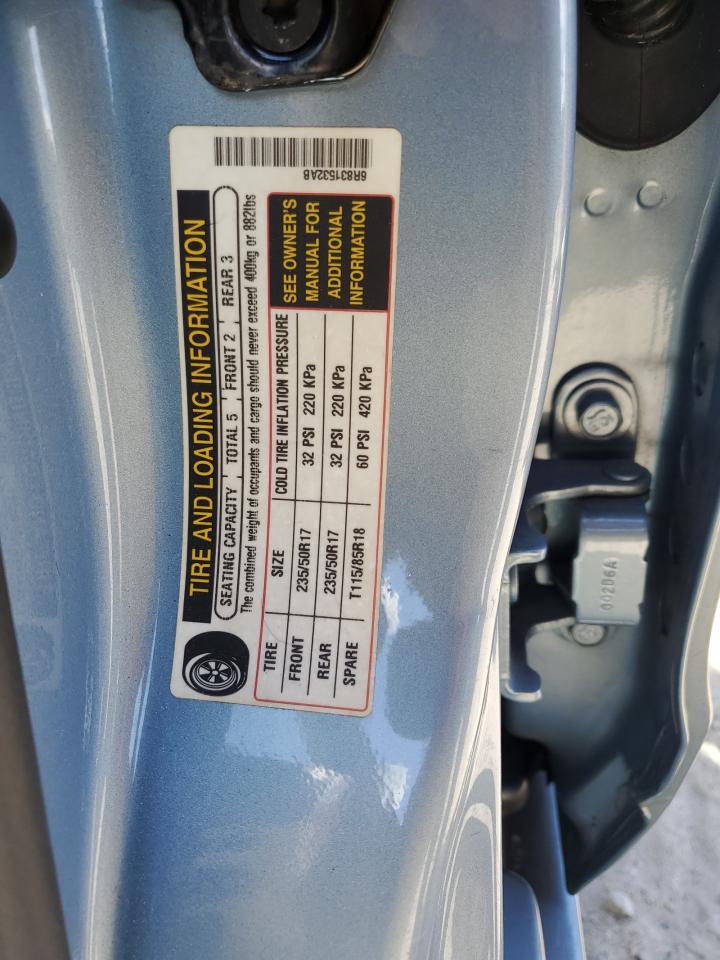 TIRE AND LOADING INFORMATION
SEATING CAPACITY TOTAL 5 FRONT 2 REAR 3
The combined weight of occupants and cargo should never exceed 400kg or 882lbs
TIRE SIZE COLD TIRE INFLATION PRESSURE
FRONT 235/50R17 32 PSI 220 KPa
REAR 235/50R17 32 PSI 220 KPa
SPARE T115/85R18 60 PSI 420 KPa
SEE OWNER'S
MANUAL FOR
ADDITIONAL
INFORMATION
6R831532AB
002D6A